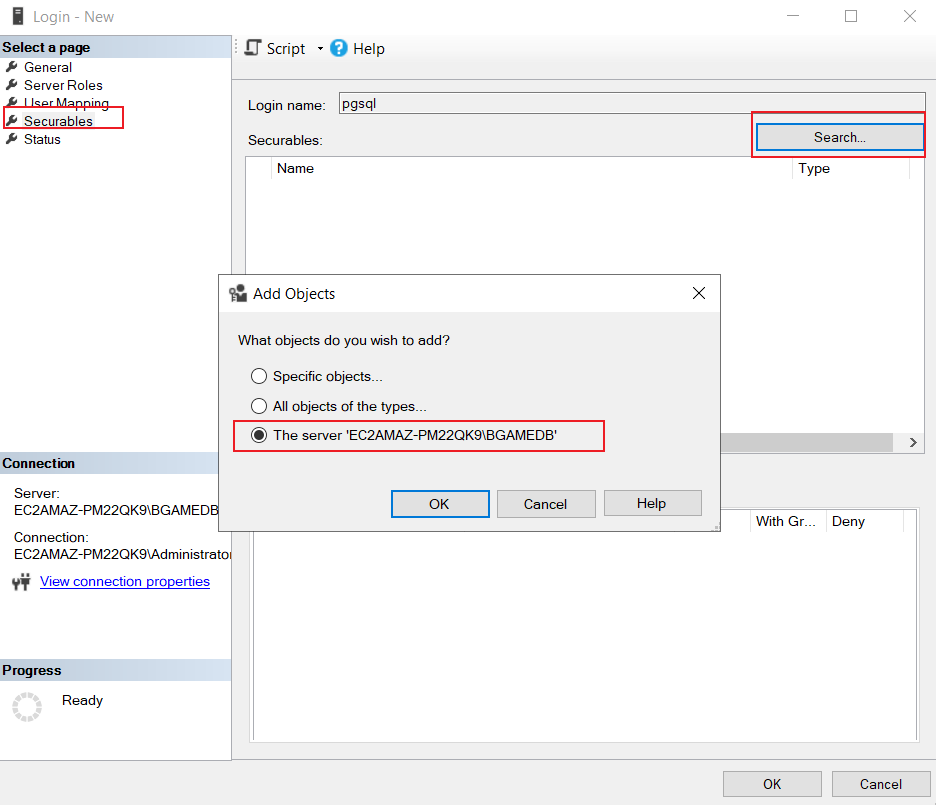 Login - New
Select a page
General
Server Roles
User Mapping
Securables
Status
Script
Help
Login name: pgsql
Securables:
Search...
Name Type
Add Objects
What objects do you wish to add?
Specific objects...
All objects of the types...
The server 'EC2AMAZ-PM22QK9\BGAMEDB'
OK Cancel Help
With Gr... Deny
Connection
Server:
EC2AMAZ-PM22QK9\BGAMEDB
Connection:
EC2AMAZ-PM22QK9\Administrator
View connection properties
Progress
Ready
OK Cancel